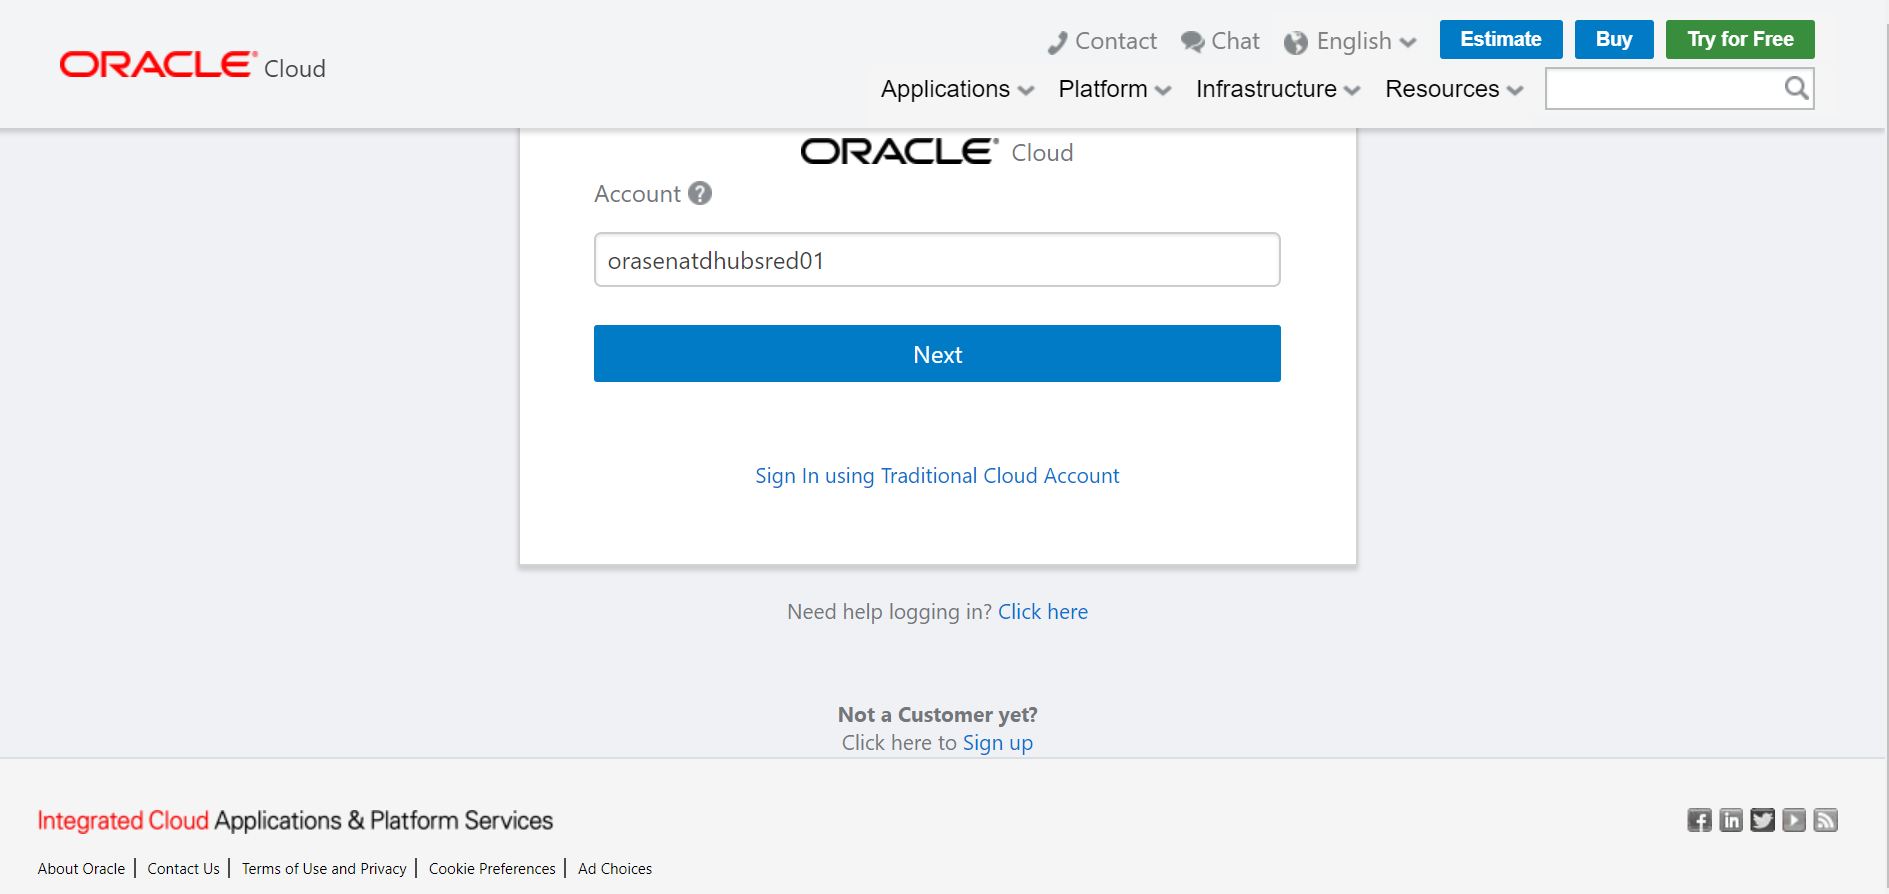 Contact Chat English Estimate Buy Try for Free
ORACLE Cloud
Applications Platform Infrastructure Resources
ORACLE Cloud
Account ?
orasenatdhubsred01
Next
Sign In using Traditional Cloud Account
Need help logging in? Click here
Not a Customer yet?
Click here to Sign up
Integrated Cloud Applications & Platform Services
About Oracle | Contact Us | Terms of Use and Privacy | Cookie Preferences | Ad Choices